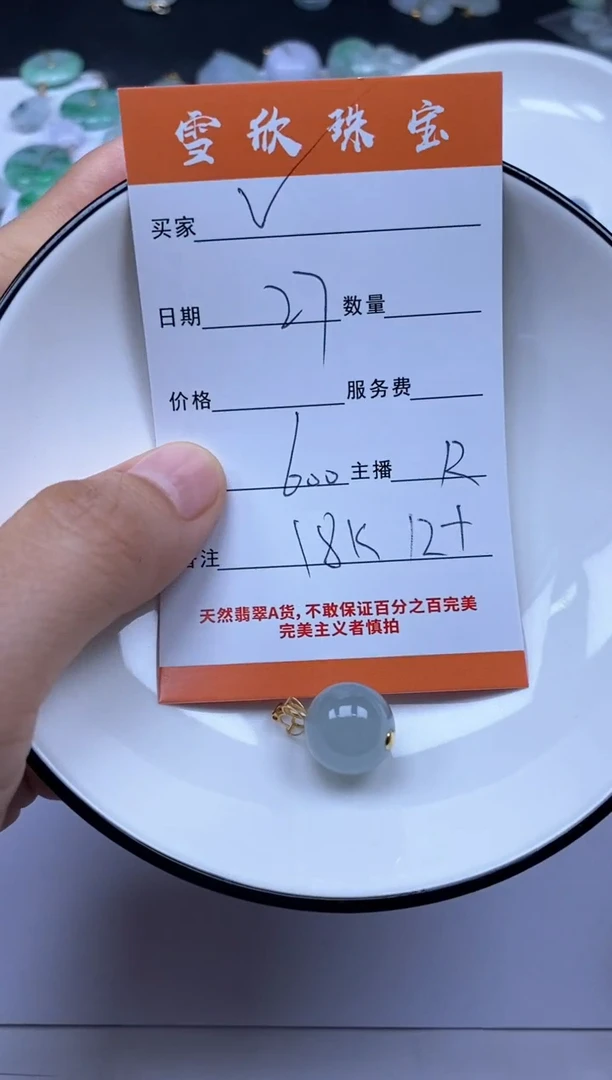 雪欣珠宝
买家 V
日期 27 数量
价格 服务费
600 主播 R
注 18K 12+
天然翡翠A货,不敢保证百分之百完美
完美主义者慎拍